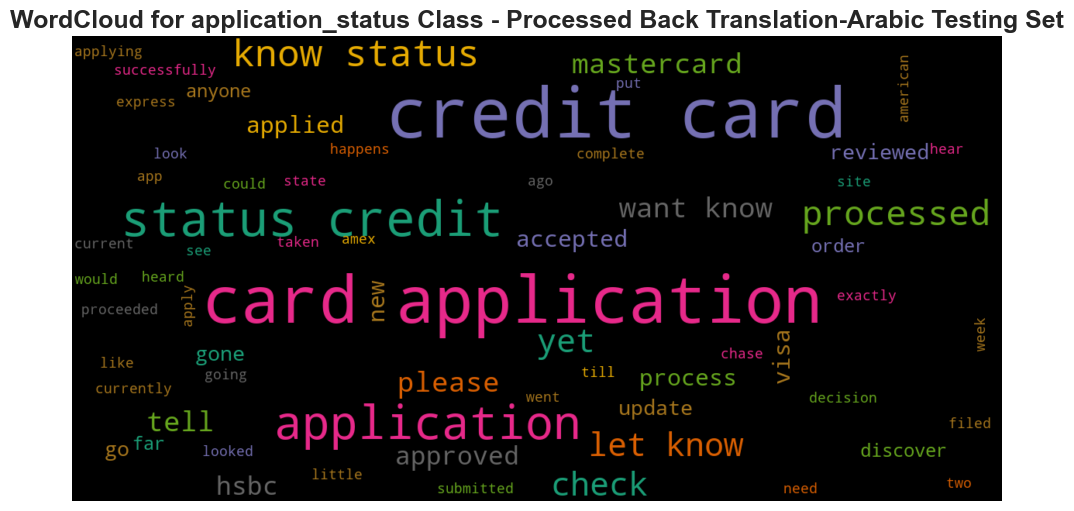 WordCloud for application_status Class - Processed Back Translation-Arabic Testing Set
applying
know status
mastercard
american
successfully
put
express
anyone
credit card
applied
look
happens
complete
reviewed
hear
app
could
state
ago
site
status credit
want know
processed
current
see
taken
amex
accepted
order
would
heard
card application
new
exactly
proceeded
apply
gone
yet
chase
visa
week
like
going
till
currently
please
went
process
decision
tell
application
update
filed
go
far
looked
approved
let know
discover
hsbc
little
submitted
check
need
two